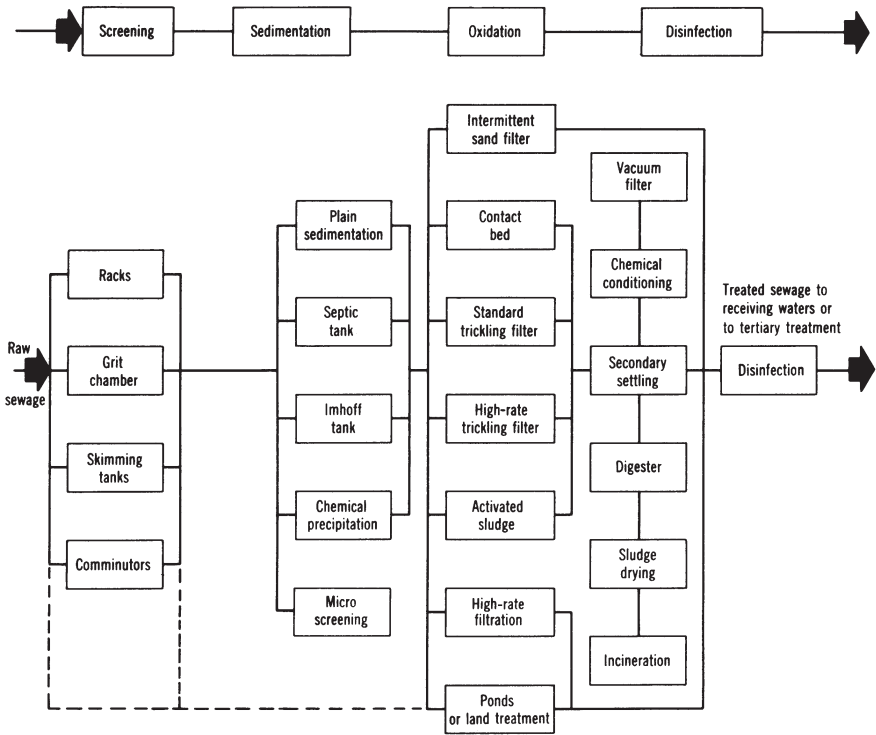 Screening
Sedimentation
Oxidation
Disinfection
Raw
sewage
Racks
Grit
chamber
Skimming
tanks
Comminutors
Plain
sedimentation
Septic
tank
Imhoff
tank
Chemical
precipitation
Micro
screening
Intermittent
sand filter
Contact
bed
Standard
trickling filter
High-rate
trickling filter
Activated
sludge
High-rate
filtration
Ponds
or land treatment
Vacuum
filter
Chemical
conditioning
Secondary
settling
Digester
Sludge
drying
Incineration
Treated sewage to
receiving waters or
to tertiary treatment
Disinfection